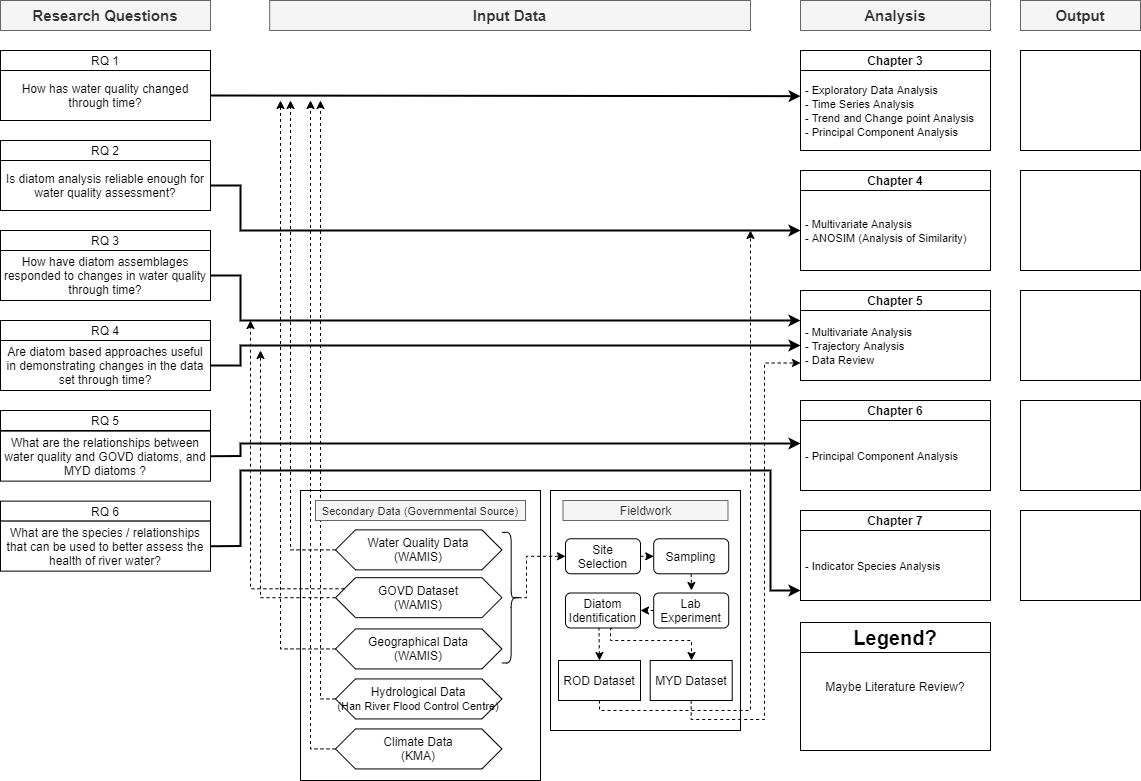 Research Questions
Input Data
Analysis
Output
RQ 1
How has water quality changed
through time?
RQ 2
Is diatom analysis reliable enough for
water quality assessment?
RQ 3
How have diatom assemblages
responded to changes in water quality
through time?
RQ 4
Are diatom based approaches useful
in demonstrating changes in the data
set through time?
RQ 5
What are the relationships between
water quality and GOVD diatoms, and
MYD diatoms ?
RQ 6
What are the species / relationships
that can be used to better assess the
health of river water?
Secondary Data (Governmental Source)
Water Quality Data
(WAMIS)
GOVD Dataset
(WAMIS)
Geographical Data
(WAMIS)
Hydrological Data
(Han River Flood Control Centre)
Climate Data
(KMA)
Fieldwork
Site
Selection
Sampling
Diatom
Identification
Lab
Experiment
ROD Dataset
MYD Dataset
Chapter 3
- Exploratory Data Analysis
- Time Series Analysis
- Trend and Change point Analysis
- Principal Component Analysis
Chapter 4
- Multivariate Analysis
- ANOSIM (Analysis of Similarity)
Chapter 5
- Multivariate Analysis
- Trajectory Analysis
- Data Review
Chapter 6
- Principal Component Analysis
Chapter 7
- Indicator Species Analysis
Legend?
Maybe Literature Review?